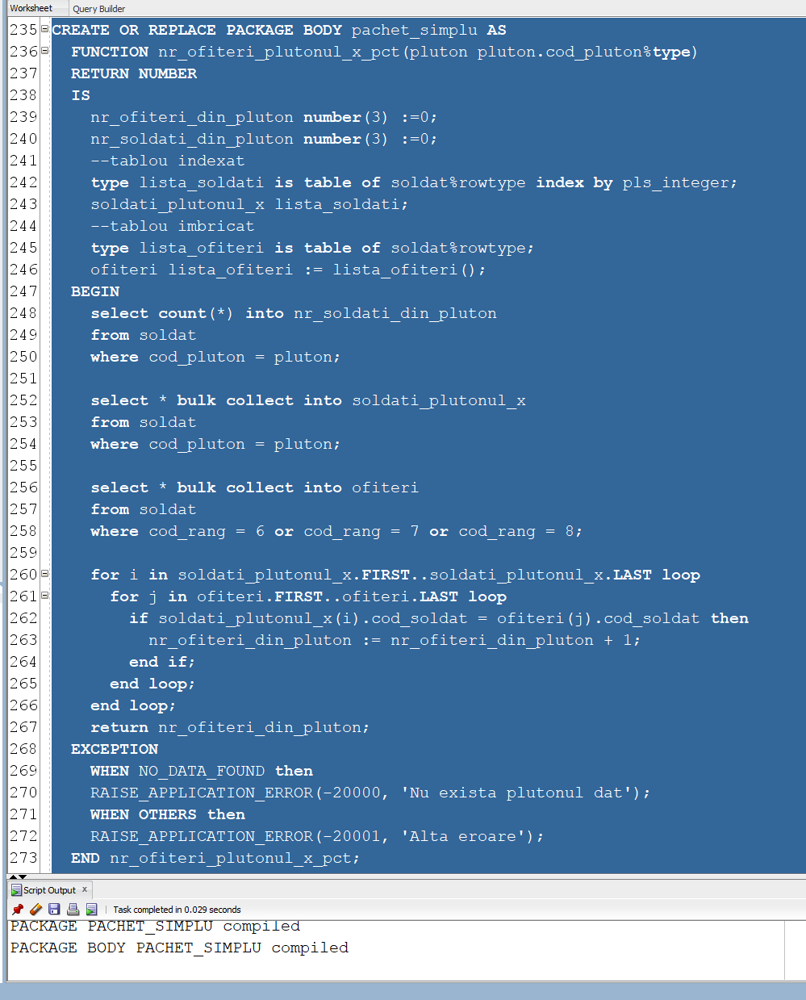 Worksheet Query Builder
235 CREATE OR REPLACE PACKAGE BODY pachet_simplu AS
236 FUNCTION nr_ofiteri_plutonul_x_pct(pluton pluton.cod_pluton%type)
237 RETURN NUMBER
238 IS
239 nr_ofiteri_din_pluton number(3) :=0;
240 nr_soldati_din_pluton number(3) :=0;
241 --tablou indexat
242 type lista_soldati is table of soldat%rowtype index by pls_integer;
243 soldati_plutonul_x lista_soldati;
244 --tablou imbricat
245 type lista_ofiteri is table of soldat%rowtype;
246 ofiteri lista_ofiteri := lista_ofiteri();
247 BEGIN
248 select count(*) into nr_soldati_din_pluton
249 from soldat
250 where cod_pluton = pluton;
251
252 select * bulk collect into soldati_plutonul_x
253 from soldat
254 where cod_pluton = pluton;
255
256 select * bulk collect into ofiteri
257 from soldat
258 where cod_rang = 6 or cod_rang = 7 or cod_rang = 8;
259
260 for i in soldati_plutonul_x.FIRST..soldati_plutonul_x.LAST loop
261 for j in ofiteri.FIRST..ofiteri.LAST loop
262 if soldati_plutonul_x(i).cod_soldat = ofiteri(j).cod_soldat then
263 nr_ofiteri_din_pluton := nr_ofiteri_din_pluton + 1;
264 end if;
265 end loop;
266 end loop;
267 return nr_ofiteri_din_pluton;
268 EXCEPTION
269 WHEN NO_DATA_FOUND then
270 RAISE_APPLICATION_ERROR(-20000, 'Nu exista plutonul dat');
271 WHEN OTHERS then
272 RAISE_APPLICATION_ERROR(-20001, 'Alta eroare');
273 END nr_ofiteri_plutonul_x_pct;
Script Output x
Task completed in 0.029 seconds
PACKAGE PACHET_SIMPLU compiled
PACKAGE BODY PACHET_SIMPLU compiled